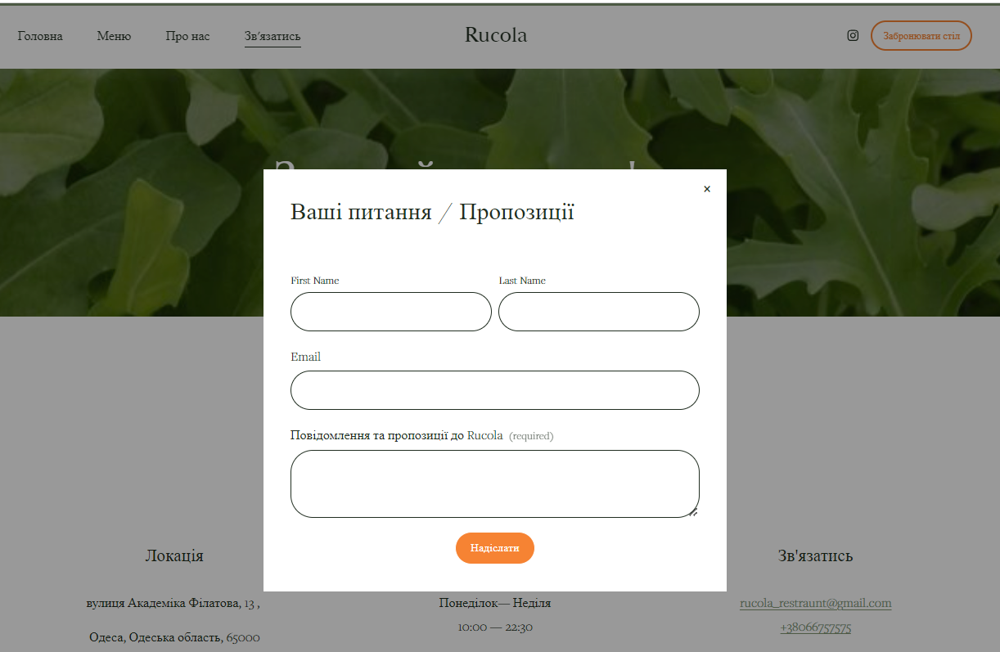 Головна Меню Про нас Зв'язатись Rucola Забронювати стіл
Ваші питання / Пропозиції ×
First Name Last Name
Email
Повідомлення та пропозиції до Rucola (required)
Надіслати
Локація
Зв'язатись
вулиця Академіка Філатова, 13 ,
Одеса, Одеська область, 65000
Понеділок— Неділя
10:00 — 22:30
rucola_restraunt@gmail.com
+38066757575